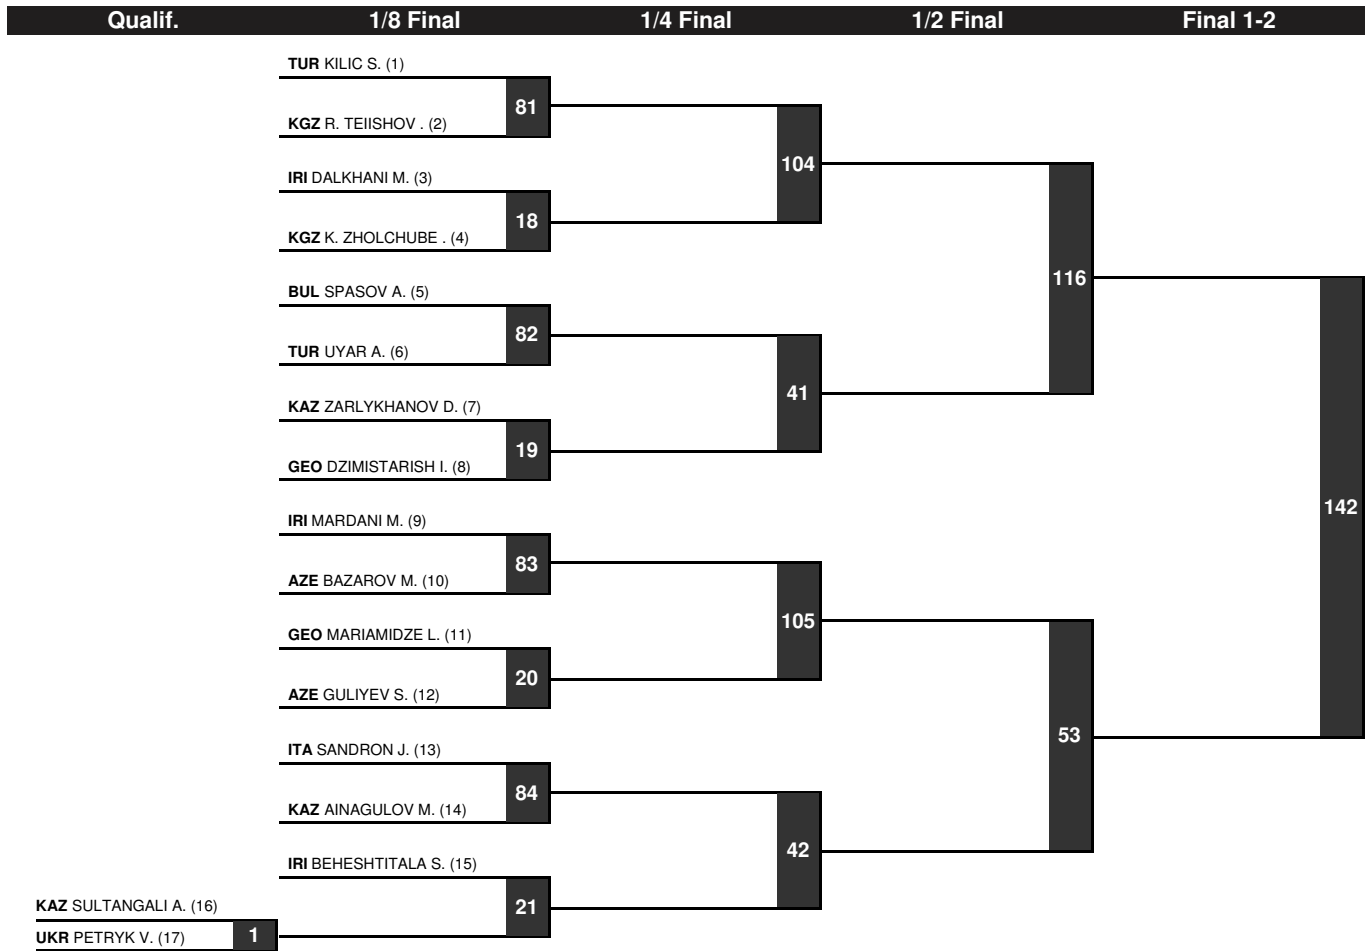 Qualif. 1/8 Final 1/4 Final 1/2 Final Final 1-2
TUR KILIC S. (1)
81
KGZ R. TEIISHOV . (2)
104
IRI DALKHANI M. (3)
18
KGZ K. ZHOLCHUBE . (4)
116
BUL SPASOV A. (5)
82
TUR UYAR A. (6)
41
KAZ ZARLYKHANOV D. (7)
19
GEO DZIMISTARISH I. (8)
142
IRI MARDANI M. (9)
83
AZE BAZAROV M. (10)
105
GEO MARIAMIDZE L. (11)
20
AZE GULIYEV S. (12)
53
ITA SANDRON J. (13)
84
KAZ AINAGULOV M. (14)
42
IRI BEHESHTITALA S. (15)
21
KAZ SULTANGALI A. (16)
1
UKR PETRYK V. (17)